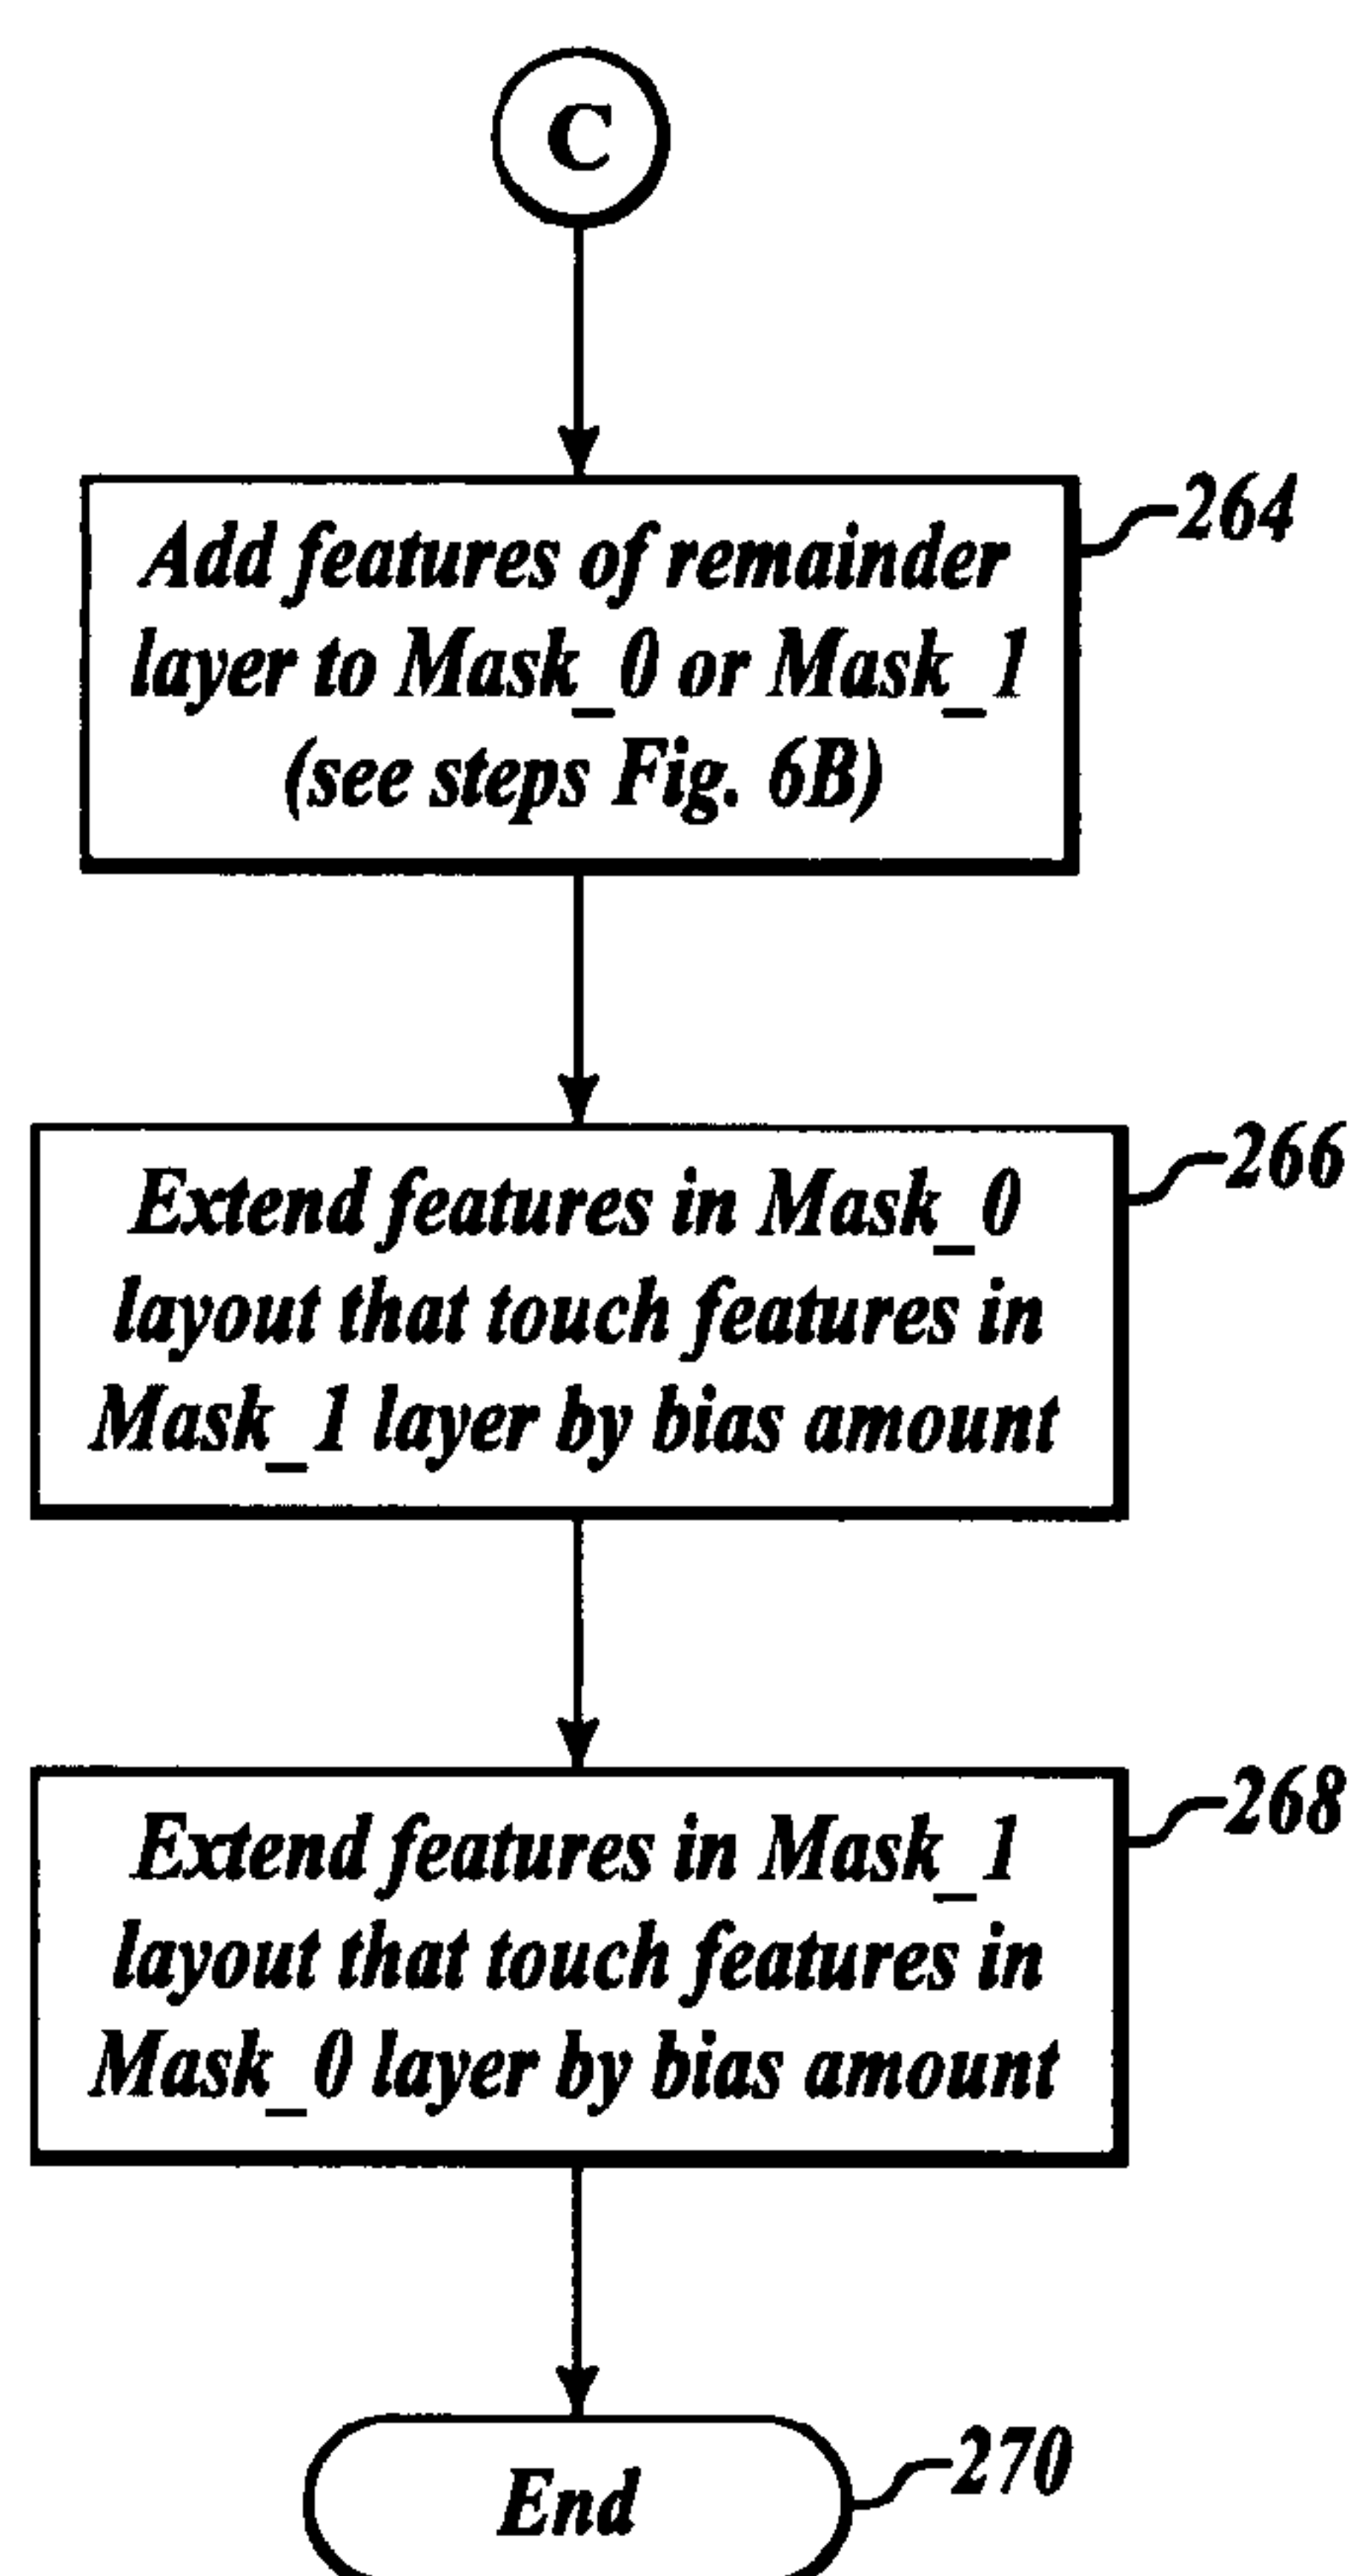 C
Add features of remainder
layer to Mask_0 or Mask_1
(see steps Fig. 6B)
264
Extend features in Mask_0
layout that touch features in
Mask_1 layer by bias amount
266
Extend features in Mask_1
layout that touch features in
Mask_0 layer by bias amount
268
End
270